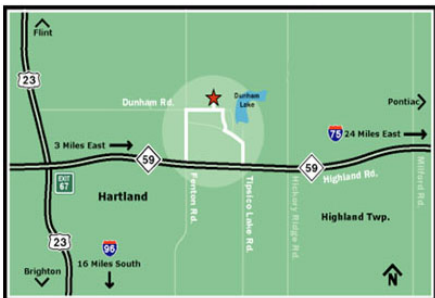 Flint
23
Dunham Rd.
Dunham
Lake
Pontiac
3 Miles East
59
75 24 Miles East
EXIT
67
Hartland
Fenton Rd.
Tipsico Lake Rd.
Hickory Ridge Rd.
59
Highland Rd.
Milford Rd.
Highland Twp.
23
96
16 Miles South
Brighton
N